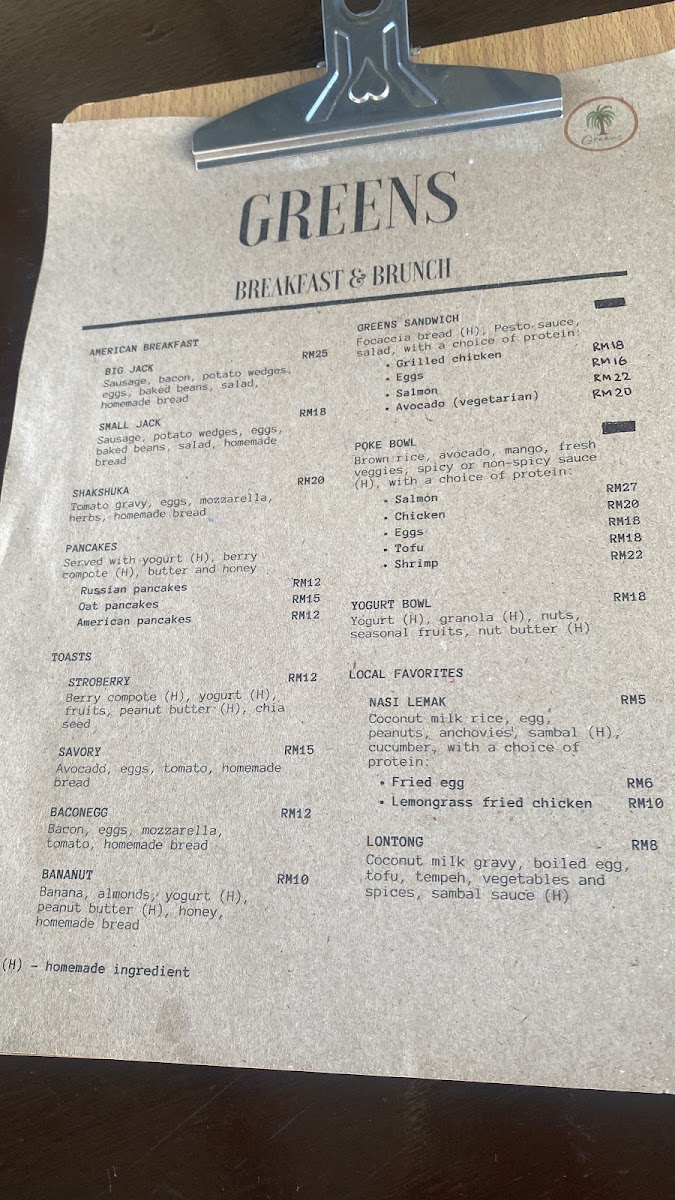 Greens
GREENS
BREAKFAST & BRUNCH
AMERICAN BREAKFAST
BIG JACK RM25
Sausage, bacon, potato wedges,
eggs, baked beans, salad,
homemade bread
SMALL JACK RM18
Sausage, potato wedges, eggs,
baked beans, salad, homemade
bread
SHAKSHUKA RM20
Tomato gravy, eggs, mozzarella,
herbs, homemade bread
PANCAKES
Served with yogurt (H), berry
compote (H), butter and honey
Russian pancakes RM12
Oat pancakes RM15
American pancakes RM12
TOASTS
STROBERRY RM12
Berry compote (H), yogurt (H),
fruits, peanut butter (H), chia
seed
SAVORY RM15
Avocado, eggs, tomato, homemade
bread
BACONEGG RM12
Bacon, eggs, mozzarella,
tomato, homemade bread
BANANUT RM10
Banana, almonds, yogurt (H),
peanut butter (H), honey,
homemade bread
(H) - homemade ingredient
GREENS SANDWICH
Focaccia bread (H), Pesto sauce,
salad, with a choice of protein:
• Grilled chicken RM18
• Eggs RM16
• Salmon RM22
• Avocado (vegetarian) RM20
POKE BOWL
Brown rice, avocado, mango, fresh
veggies, spicy or non-spicy sauce
(H), with a choice of protein:
• Salmon RM27
• Chicken RM20
• Eggs RM18
• Tofu RM18
• Shrimp RM22
YOGURT BOWL RM18
Yogurt (H), granola (H), nuts,
seasonal fruits, nut butter (H)
LOCAL FAVORITES
NASI LEMAK RM5
Coconut milk rice, egg,
peanuts, anchovies, sambal (H),
cucumber, with a choice of
protein:
• Fried egg RM6
• Lemongrass fried chicken RM10
LONTONG RM8
Coconut milk gravy, boiled egg,
tofu, tempeh, vegetables and
spices, sambal sauce (H)